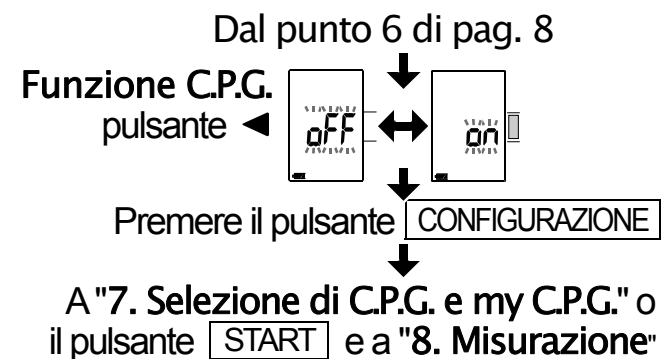 Dal punto 6 di pag. 8
Funzione C.P.G.
pulsante ◄ oFF on
Premere il pulsante CONFIGURAZIONE
A "7. Selezione di C.P.G. e my C.P.G." o
il pulsante START e a "8. Misurazione"